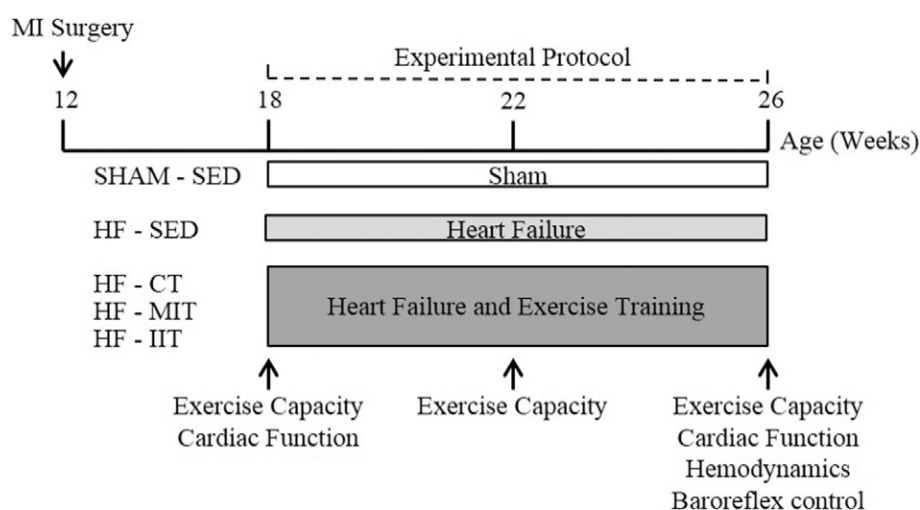 MI Surgery
Experimental Protocol
12 18 22 26
Age (Weeks)
SHAM - SED Sham
HF - SED Heart Failure
HF - CT
HF - MIT Heart Failure and Exercise Training
HF - IIT
Exercise Capacity Exercise Capacity Exercise Capacity
Cardiac Function Cardiac Function
Hemodynamics
Baroreflex control